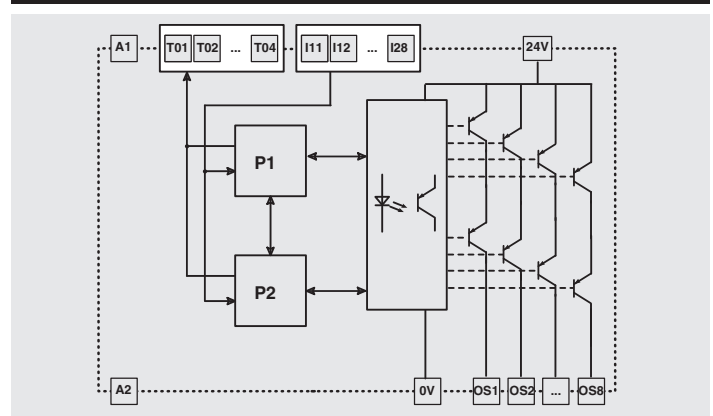 A1 T01 T02 ... T04 I11 I12 ... I28 24V
P1
P2
A2 0V OS1 OS2 ... OS8